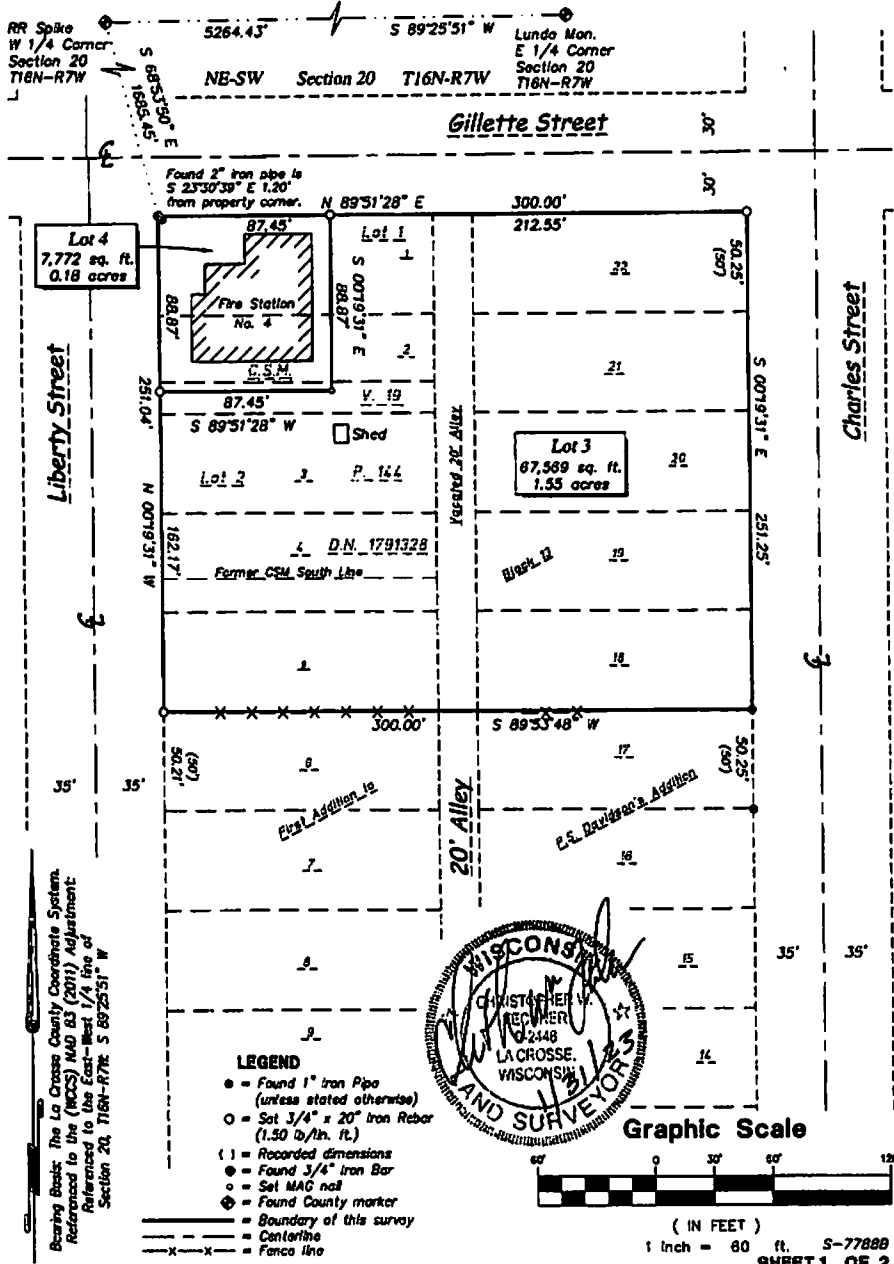 RR Spike
W 1/4 Corner
Section 20
T16N-R7W
5264.43' S 89°25'51" W
NE-SW Section 20 T16N-R7W
Lunda Mon.
E 1/4 Corner
Section 20
T16N-R7W
S 68°53'50" E
1685.45'
Gillette Street
30'
30'
Found 2" iron pipe is
S 23°30'39" E 1.20'
from property corner.
N 89°51'28" E 300.00'
87.45'
212.55'
Lot 4
7,772 sq. ft.
0.18 acres
Fire Station
No. 4
88.87'
S 00°19'31" E
88.87'
Lot 1
1
2
C.S.M.
V. 19
87.45'
S 89°51'28" W
Shed
Lot 2
3
P. 144
4
D.N. 1791328
Former CSM South Line
5
Liberty Street
251.04'
N 00°19'31" W
162.17'
Vacated Alley
22
21
20
19
18
Lot 3
67,569 sq. ft.
1.55 acres
Block 12
50.25'
(50')
S 00°19'31" E
251.25'
Charles Street
300.00' S 89°53'48" W
50.21'
(50')
50.25'
(50')
35'
35'
6
7
8
9
First Addition to
20' Alley
17
P.S. Davidson's Addition
16
15
14
35'
35'
Bearing Basis: The La Crosse County Coordinate System.
Referenced to the (WCCS) NAD 83 (2011) Adjustment:
Referenced to the East-West 1/4 line of
Section 20, T16N-R7W: S 89°25'51" W
WISCONSIN
CHRISTOPHER W.
FECHNER
S-2448
LA CROSSE,
WISCONSIN
LAND SURVEYOR
1/31/23
LEGEND
= Found 1" Iron Pipe
(unless stated otherwise)
= Set 3/4" x 20" Iron Rebar
(1.50 lb/lin. ft.)
( ) = Recorded dimensions
= Found 3/4" Iron Bar
= Set MAG nail
= Found County marker
= Boundary of this survey
= Centerline
—x—x— = Fence line
Graphic Scale
60' 0 30' 60' 120
( IN FEET )
1 inch = 60 ft. S-7788B
SHEET 1 OF 2